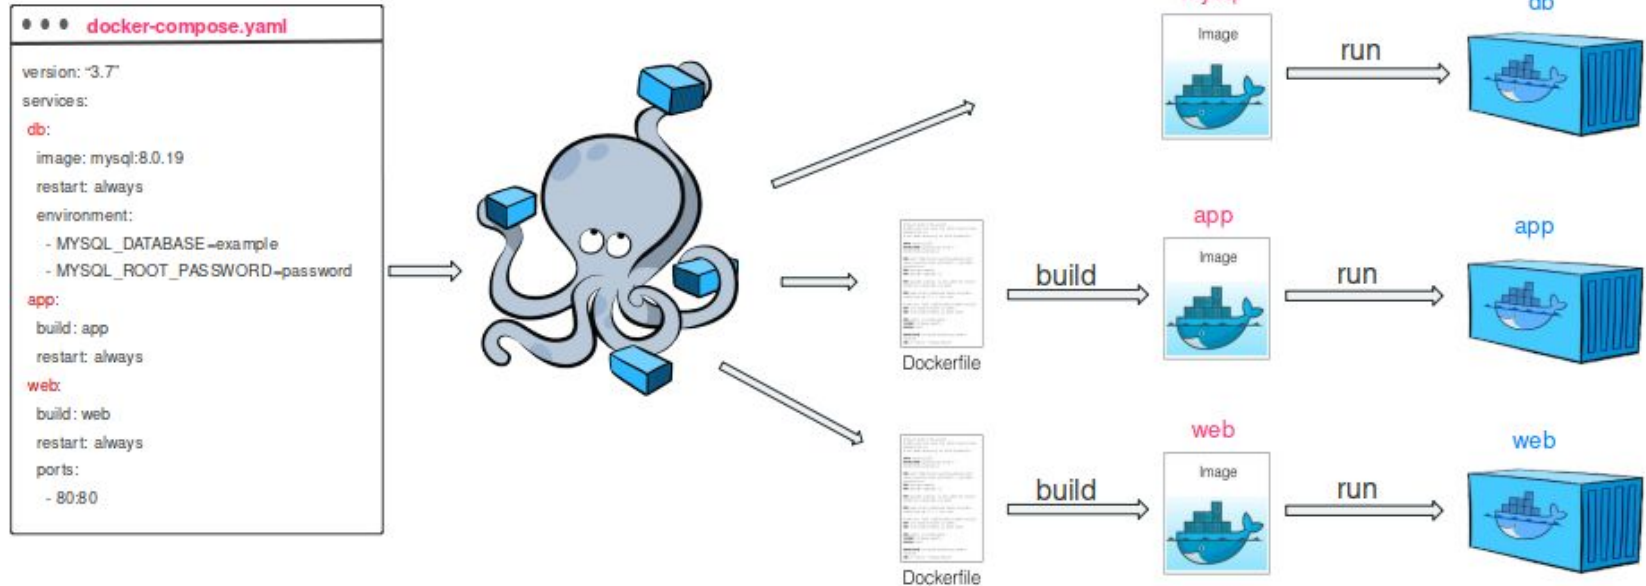 docker-compose.yaml
version: “3.7”
services:
db:
image: mysql:8.0.19
restart: always
environment:
- MYSQL_DATABASE=example
- MYSQL_ROOT_PASSWORD=password
app:
build: app
restart: always
web:
build: web
restart: always
ports:
- 80:80
Image
run
db
Dockerfile
build
app
Image
run
app
Dockerfile
build
web
Image
run
web